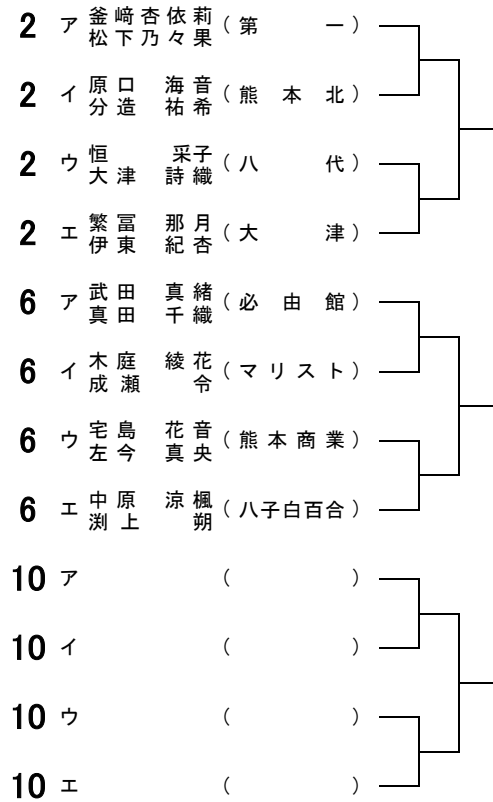 2 ア 釜﨑杏依莉 (第一)
松下乃々果
2 イ 原口 海音 (熊本北)
分造 祐希
2 ウ 恒 采子 (八代)
大津 詩織
2 エ 繁冨 那月 (大津)
伊東 紀杏
6 ア 武田 真緒 (必由館)
真田 千織
6 イ 木庭 綾花 (マリスト)
成瀬 令
6 ウ 宅島 花音 (熊本商業)
左今 真央
6 エ 中原 涼楓 (八子白百合)
渕上 朔
10 ア ( )
10 イ ( )
10 ウ ( )
10 エ ( )